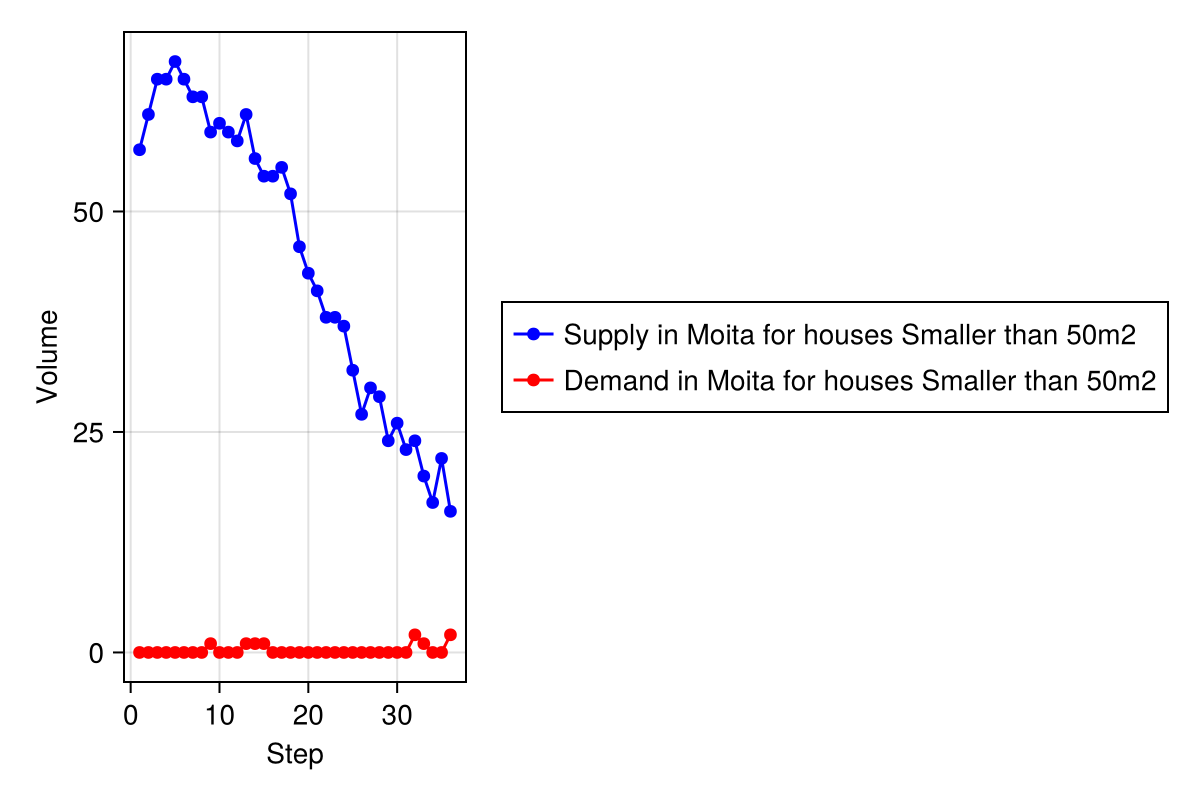 Volume
50
25
0
0 10 20 30
Step
Supply in Moita for houses Smaller than 50m2
Demand in Moita for houses Smaller than 50m2